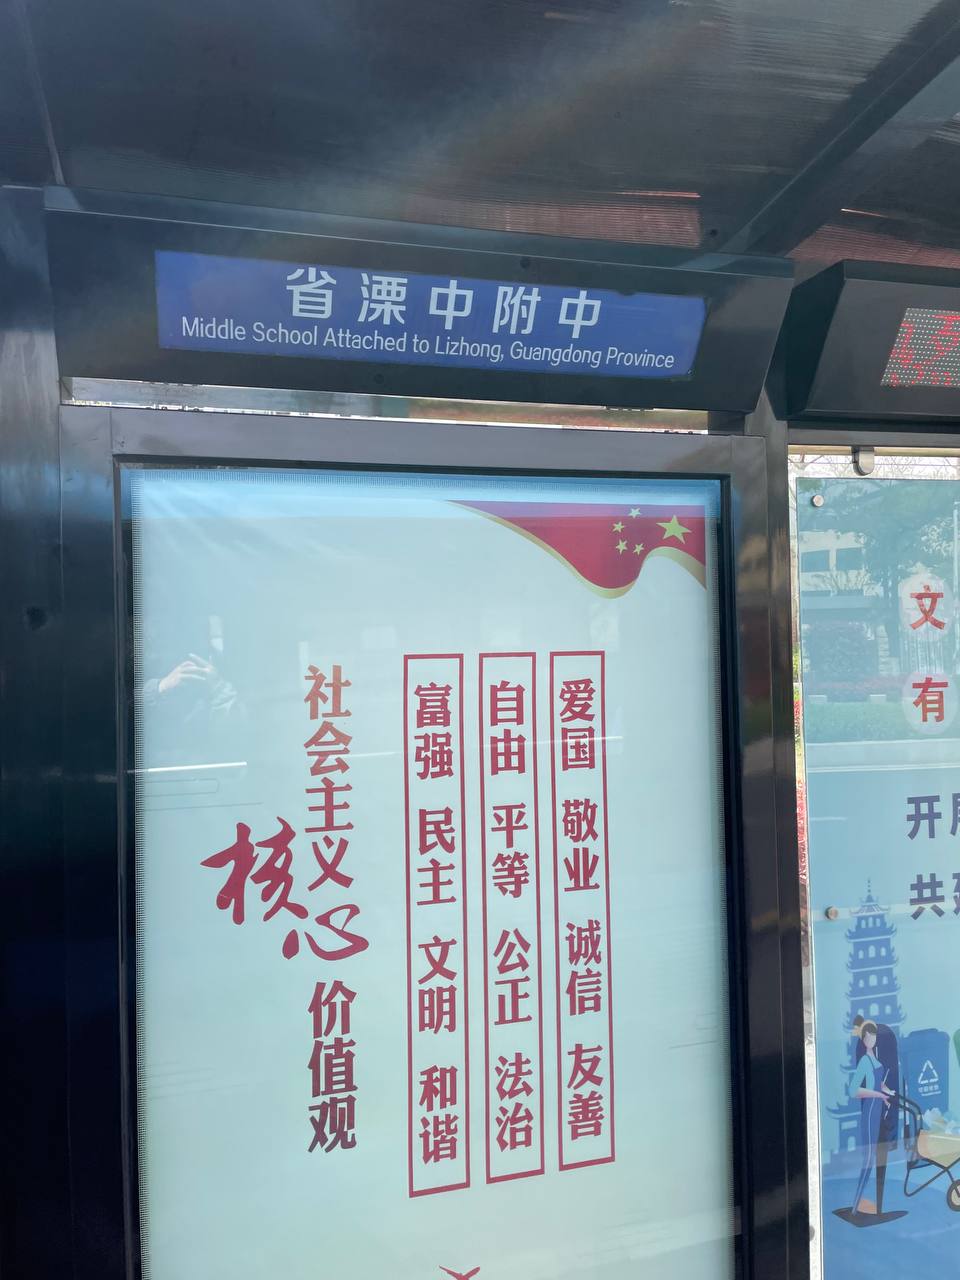 省溧中附中
Middle School Attached to Lizhong, Guangdong Province
社会主义
核心
价值观
富强 民主 文明 和谐
自由 平等 公正 法治
爱国 敬业 诚信 友善
文
有
开
共